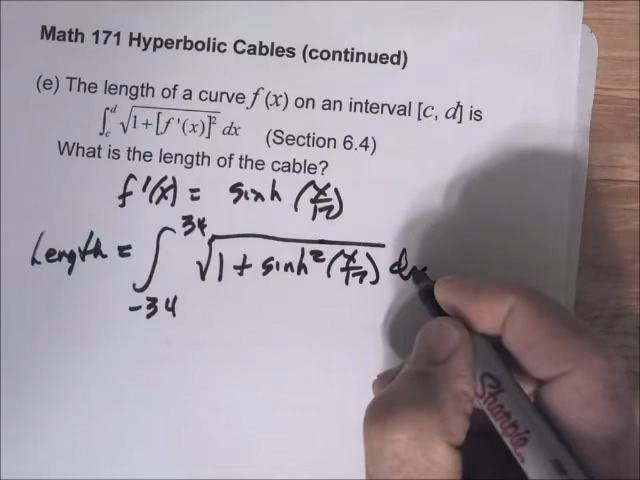 Math 171 Hyperbolic Cables (continued)
(e) The length of a curve f (x) on an interval [c, d] is
∫_c^d √(1+[f '(x)]²) dx (Section 6.4)
What is the length of the cable?
f'(x) = sinh (x/17)
Length = ∫_{-34}^{34} √(1 + sinh² (x/17)) dx
Sharpie